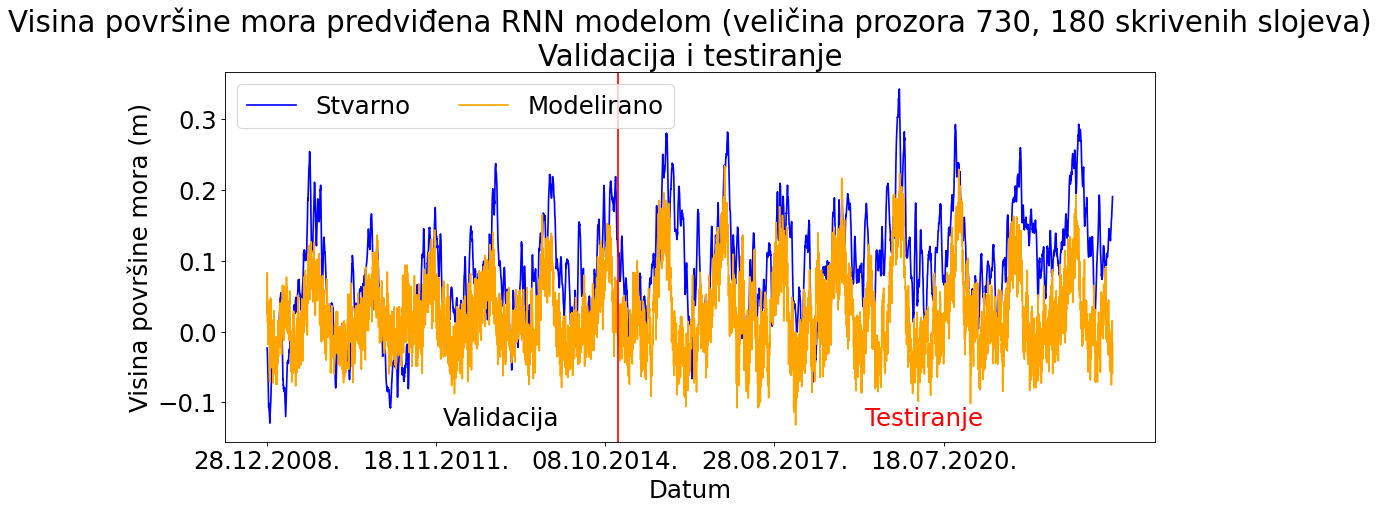 Visina površine mora predviđena RNN modelom (veličina prozora 730, 180 skrivenih slojeva)
Validacija i testiranje
Stvarno
Modelirano
Visina površine mora (m)
0.3
0.2
0.1
0.0
−0.1
Validacija
Testiranje
28.12.2008.
18.11.2011.
08.10.2014.
28.08.2017.
18.07.2020.
Datum